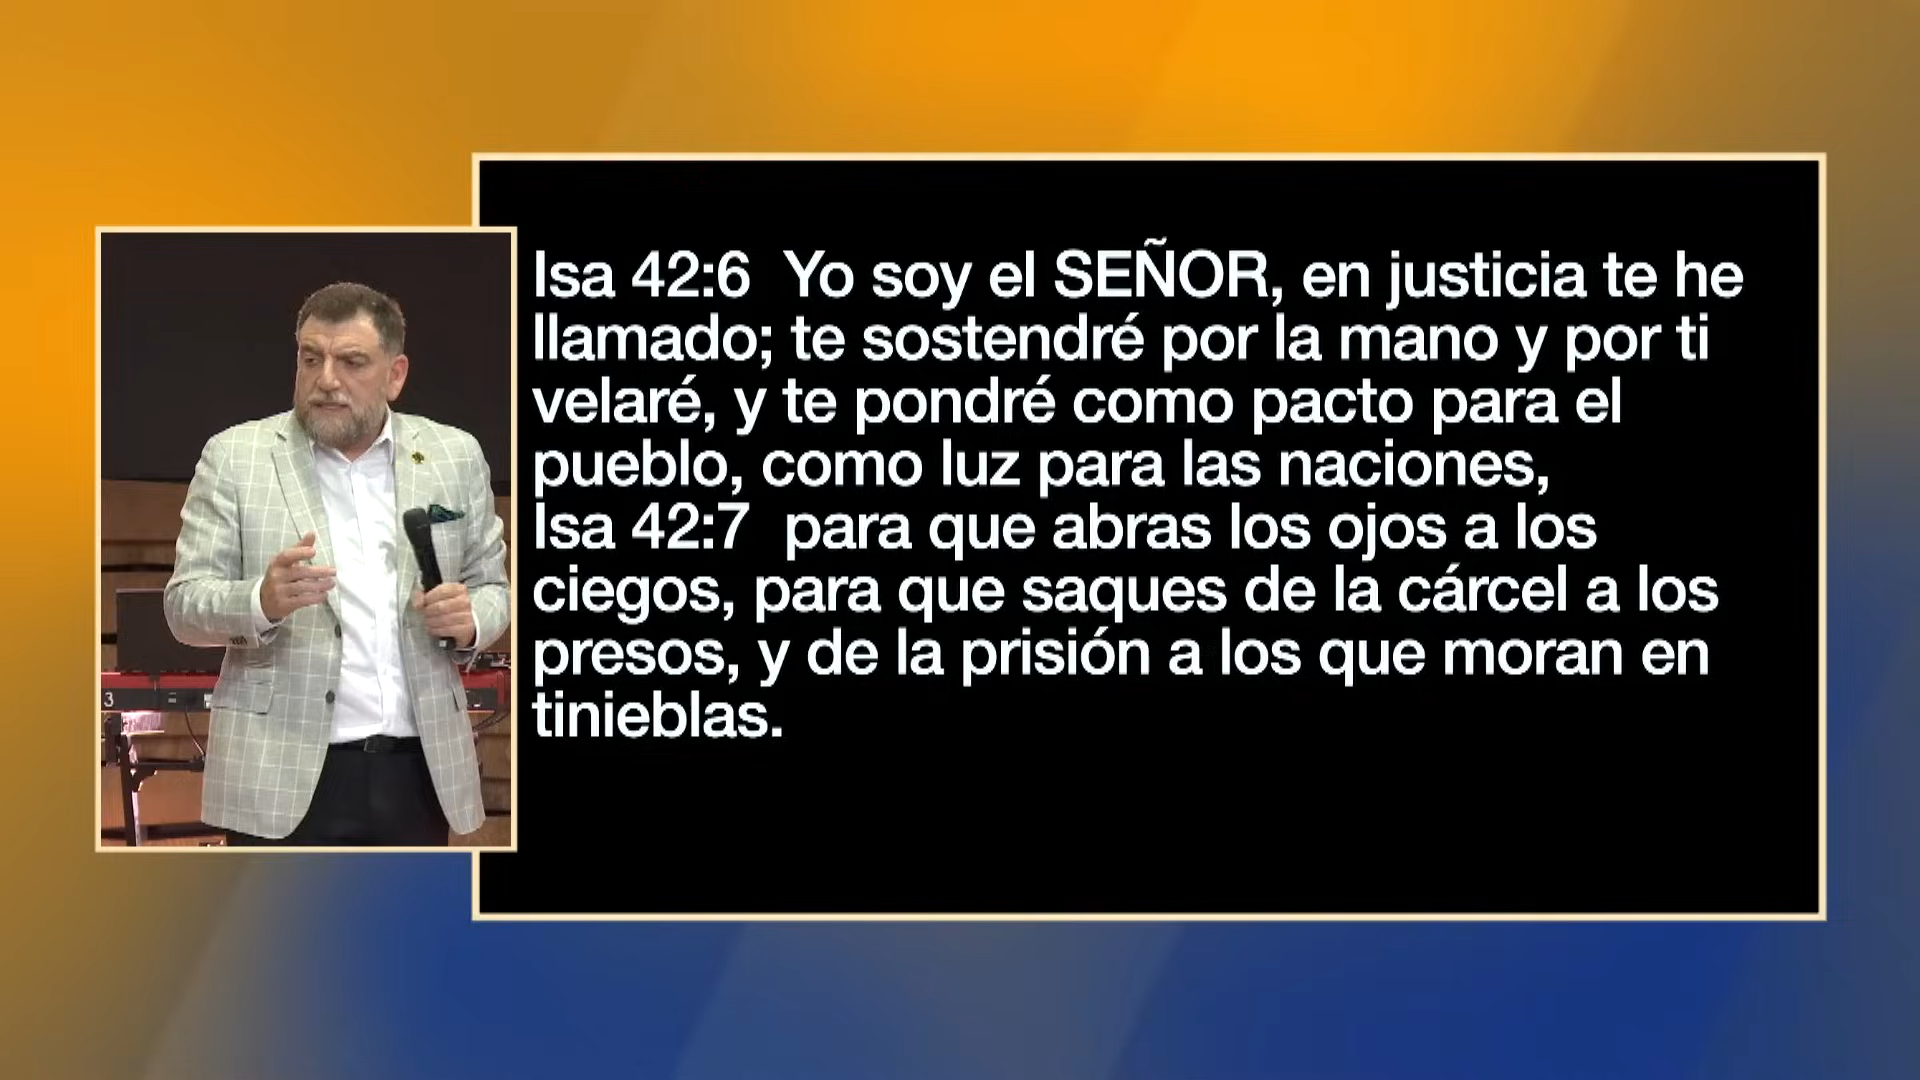 Isa 42:6  Yo soy el SEÑOR, en justicia te he
llamado; te sostendré por la mano y por ti
velaré, y te pondré como pacto para el
pueblo, como luz para las naciones,
Isa 42:7  para que abras los ojos a los
ciegos, para que saques de la cárcel a los
presos, y de la prisión a los que moran en
tinieblas.
3